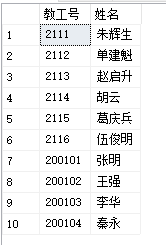 教工号 姓名
1 2111 朱辉生
2 2112 单建魁
3 2113 赵启升
4 2114 胡云
5 2115 葛庆兵
6 2116 伍俊明
7 200101 张明
8 200102 王强
9 200103 李华
10 200104 秦永